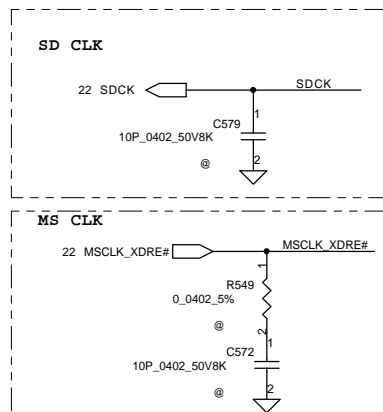 SD CLK
22 SDCK SDCK
1
C579
10P_0402_50V8K
@
2
MS CLK
22 MSCLK_XDRE# MSCLK_XDRE#
1
R549
0_0402_5%
@
2
1
C572
10P_0402_50V8K
@
2